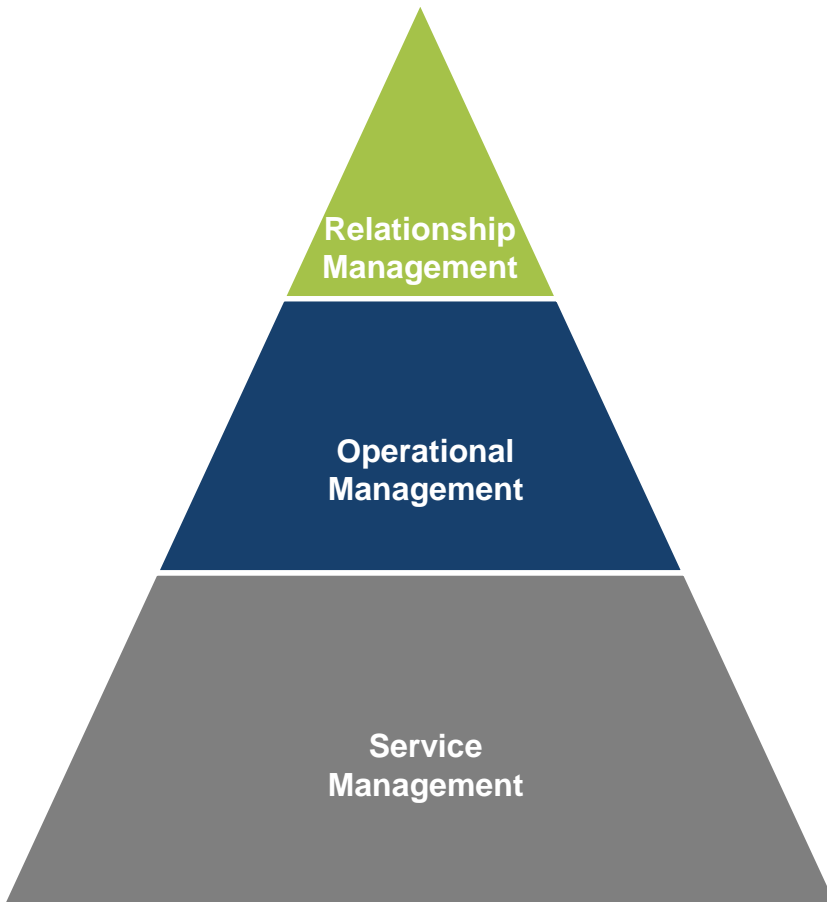 Relationship
Management
Operational
Management
Service
Management